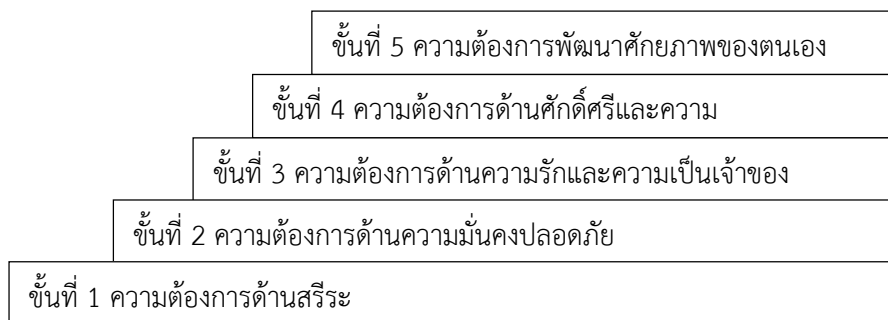 ขั้นที่ 5 ความต้องการพัฒนาศักยภาพของตนเอง
ขั้นที่ 4 ความต้องการด้านศักดิ์ศรีและความ
ขั้นที่ 3 ความต้องการด้านความรักและความเป็นเจ้าของ
ขั้นที่ 2 ความต้องการด้านความมั่นคงปลอดภัย
ขั้นที่ 1 ความต้องการด้านสรีระ